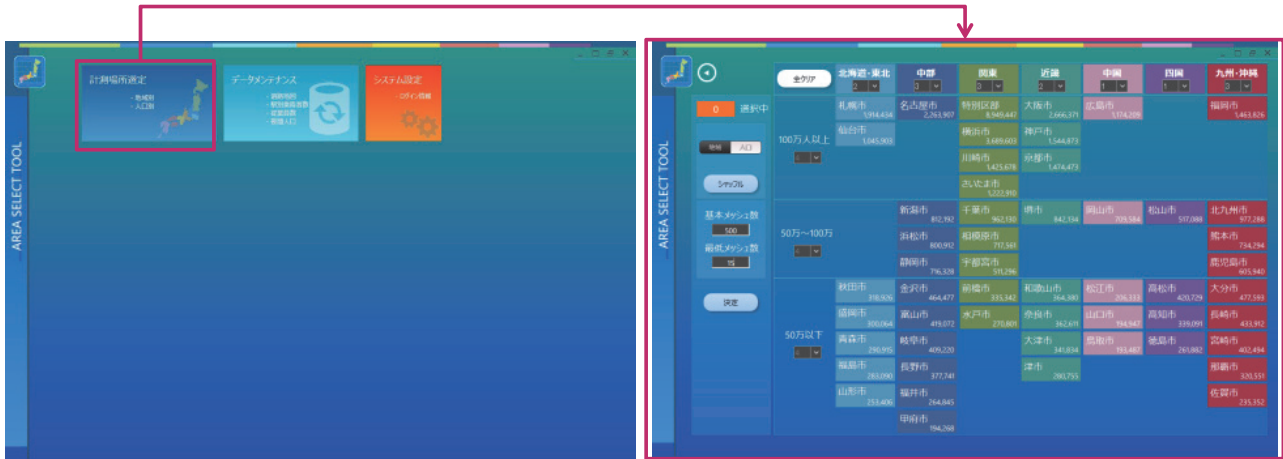 AREA SELECT TOOL
計測場所選定
- 地域別
- 人口別
データメンテナンス
システム設定
- ログイン情報
AREA SELECT TOOL
0 選択中
地域 人口
シャッフル
基本メッシュ数
500
最低メッシュ数
15
決定
全クリア 北海道・東北 中部 関東 近畿 中国 四国 九州・沖縄
2 3 3 2 1 1 3
100万人以上
札幌市 名古屋市 特別区部 大阪市 広島市 福岡市
1,914,434 2,263,907 8,949,447 2,666,371 1,174,209 1,463,826
仙台市 横浜市 神戸市
1,045,903 3,689,603 1,544,873
川崎市 京都市
1,425,678 1,474,473
さいたま市
1,222,910
50万~100万
新潟市 千葉市 堺市 岡山市 松山市 北九州市
812,192 962,130 842,134 709,584 517,088 977,288
浜松市 相模原市 熊本市
800,912 717,561 734,294
静岡市 宇都宮市 鹿児島市
716,328 511,296 605,940
50万以下
秋田市 金沢市 前橋市 和歌山市 松江市 高松市 大分市
318,926 464,477 335,342 364,380 206,333 420,729 477,593
盛岡市 富山市 水戸市 奈良市 山口市 高知市 長崎市
300,064 419,072 270,801 362,611 194,947 339,091 433,912
青森市 岐阜市 大津市 鳥取市 徳島市 宮崎市
290,915 409,220 341,834 193,487 261,882 402,494
福島市 長野市 津市 那覇市
283,090 377,741 280,755 320,551
山形市 福井市 佐賀市
253,406 264,845 235,352
甲府市
194,268